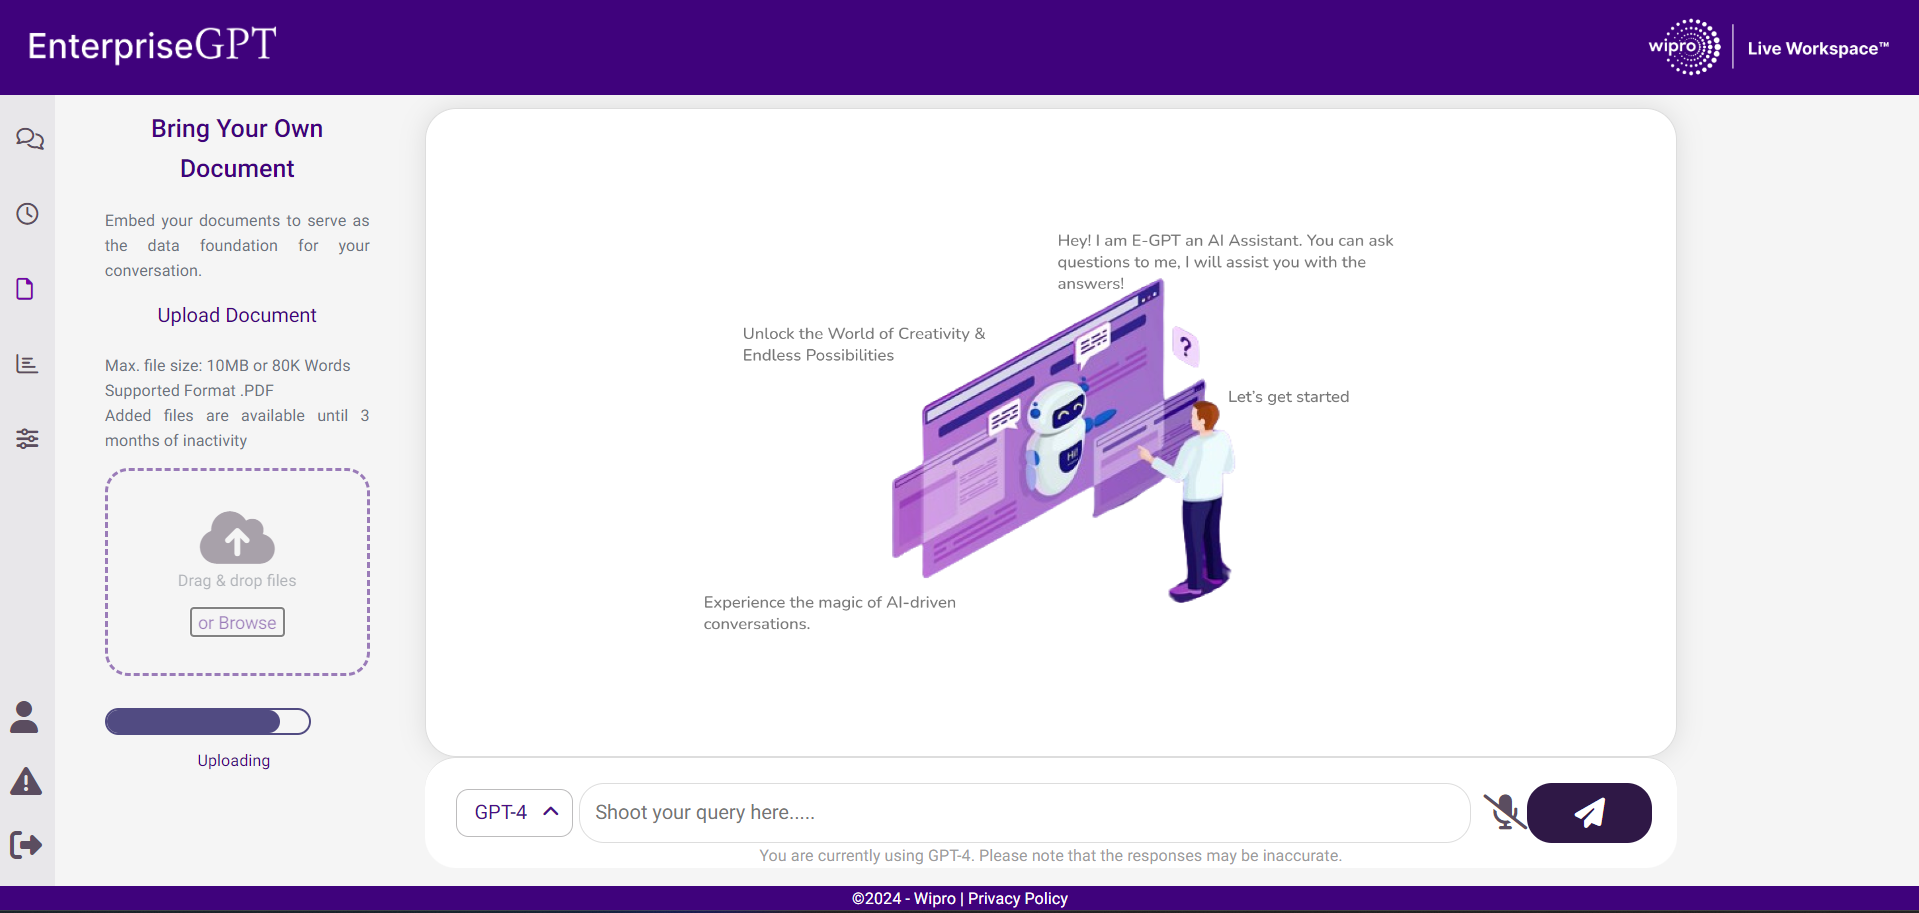 EnterpriseGPT
wipro
Live Workspace™
Bring Your Own
Document
Embed your documents to serve as
the data foundation for your
conversation.
Upload Document
Max. file size: 10MB or 80K Words
Supported Format .PDF
Added files are available until 3
months of inactivity
Drag & drop files
or Browse
Uploading
Hey! I am E-GPT an AI Assistant. You can ask
questions to me, I will assist you with the
answers!
Unlock the World of Creativity &
Endless Possibilities
?
Let's get started
Hi!
Experience the magic of AI-driven
conversations.
GPT-4
Shoot your query here.....
You are currently using GPT-4. Please note that the responses may be inaccurate.
©2024 - Wipro | Privacy Policy